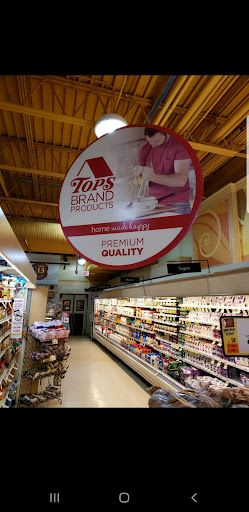 TOPS
BRAND
PRODUCTS
home made happy
PREMIUM
QUALITY
Yogurt